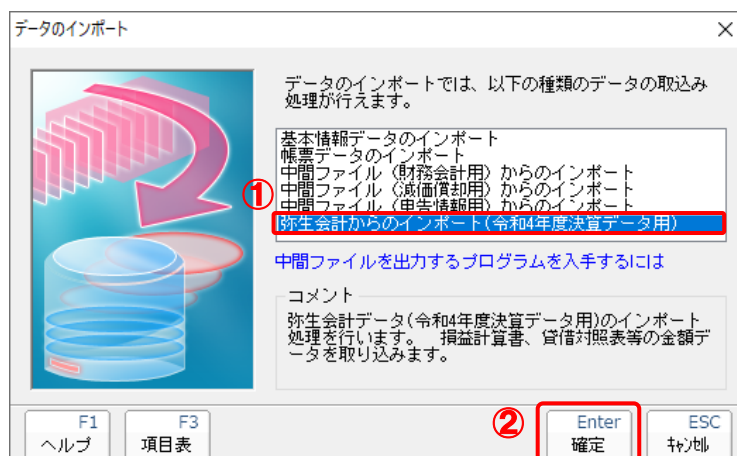 データのインポート
データのインポートでは、以下の種類のデータの取込み
処理が行えます。
基本情報データのインポート
帳票データのインポート
中間ファイル（財務会計用）からのインポート
中間ファイル（減価償却用）からのインポート
中間ファイル（申告情報用）からのインポート
①
弥生会計からのインポート(令和4年度決算データ用)
中間ファイルを出力するプログラムを入手するには
コメント
弥生会計データ(令和4年度決算データ用)のインポート
処理を行います。 損益計算書、貸借対照表等の金額デ
ータを取り込みます。
②
F1
ヘルプ
F3
項目表
Enter
確定
ESC
ｷｬﾝｾﾙ